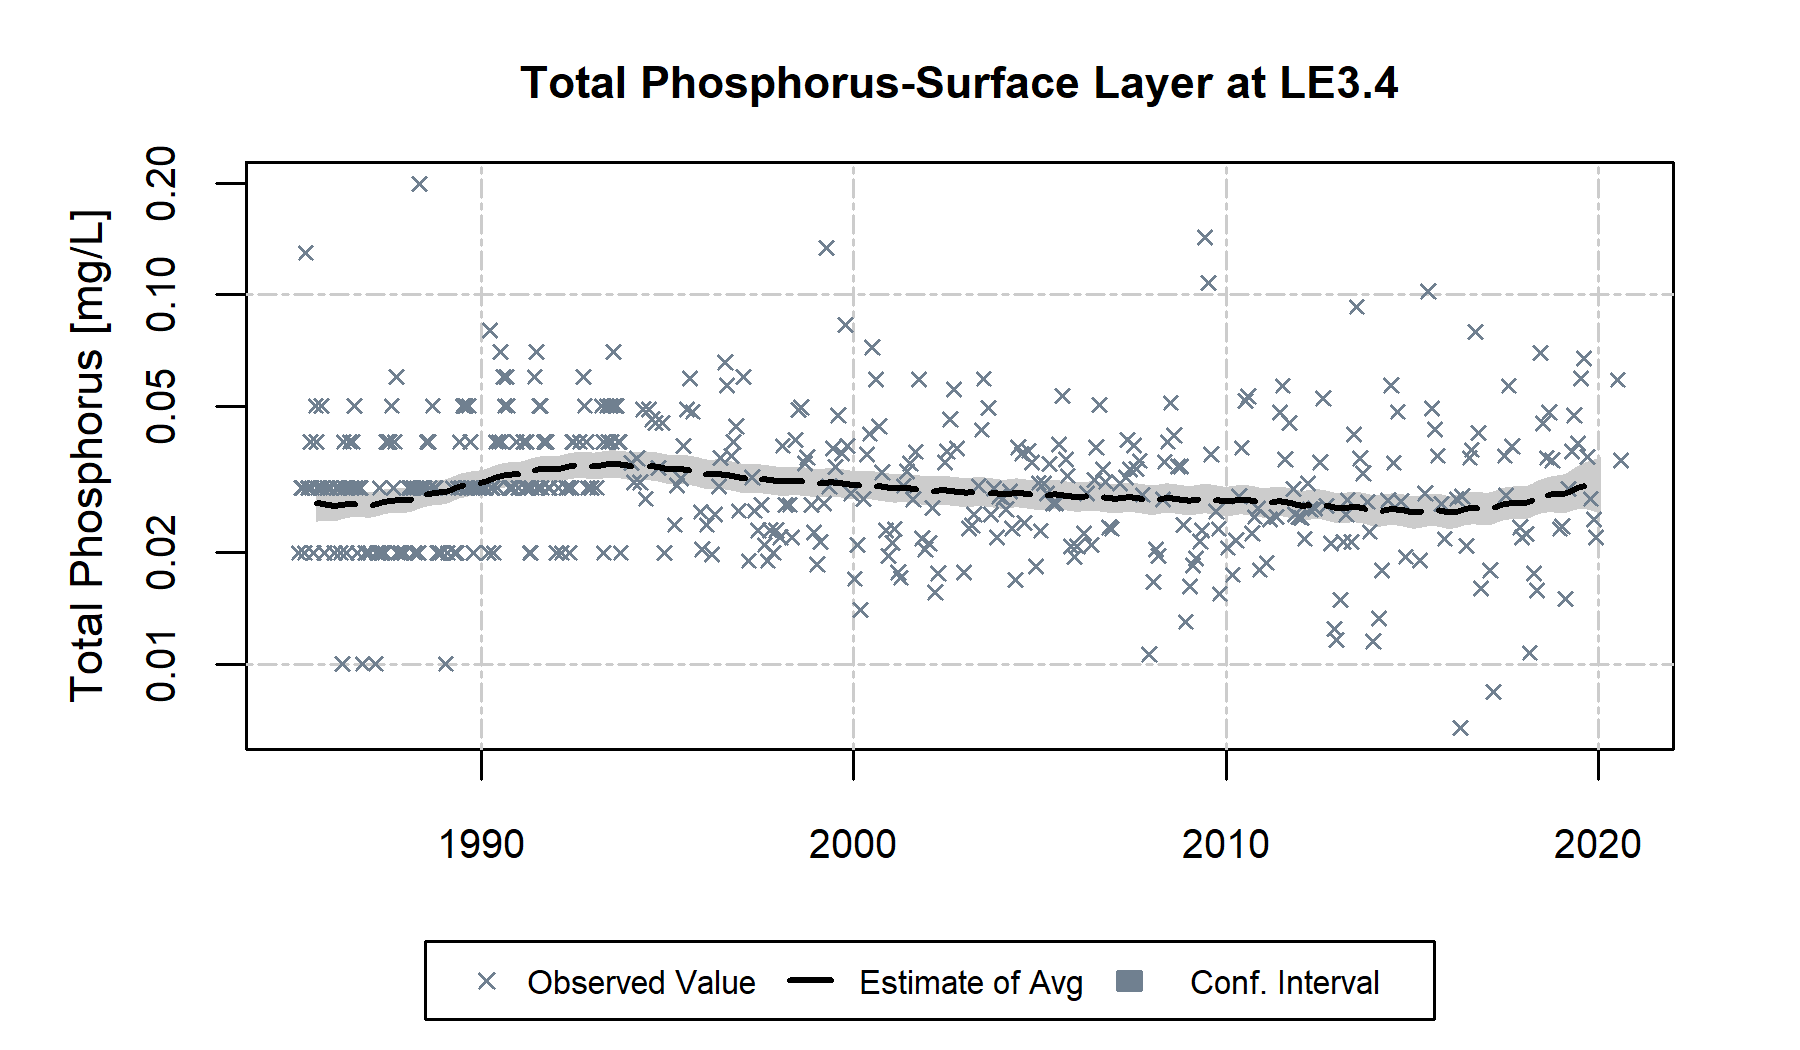 Total Phosphorus-Surface Layer at LE3.4
Total Phosphorus [mg/L]
0.20
0.10
0.05
0.02
0.01
1990
2000
2010
2020
Observed Value
Estimate of Avg
Conf. Interval